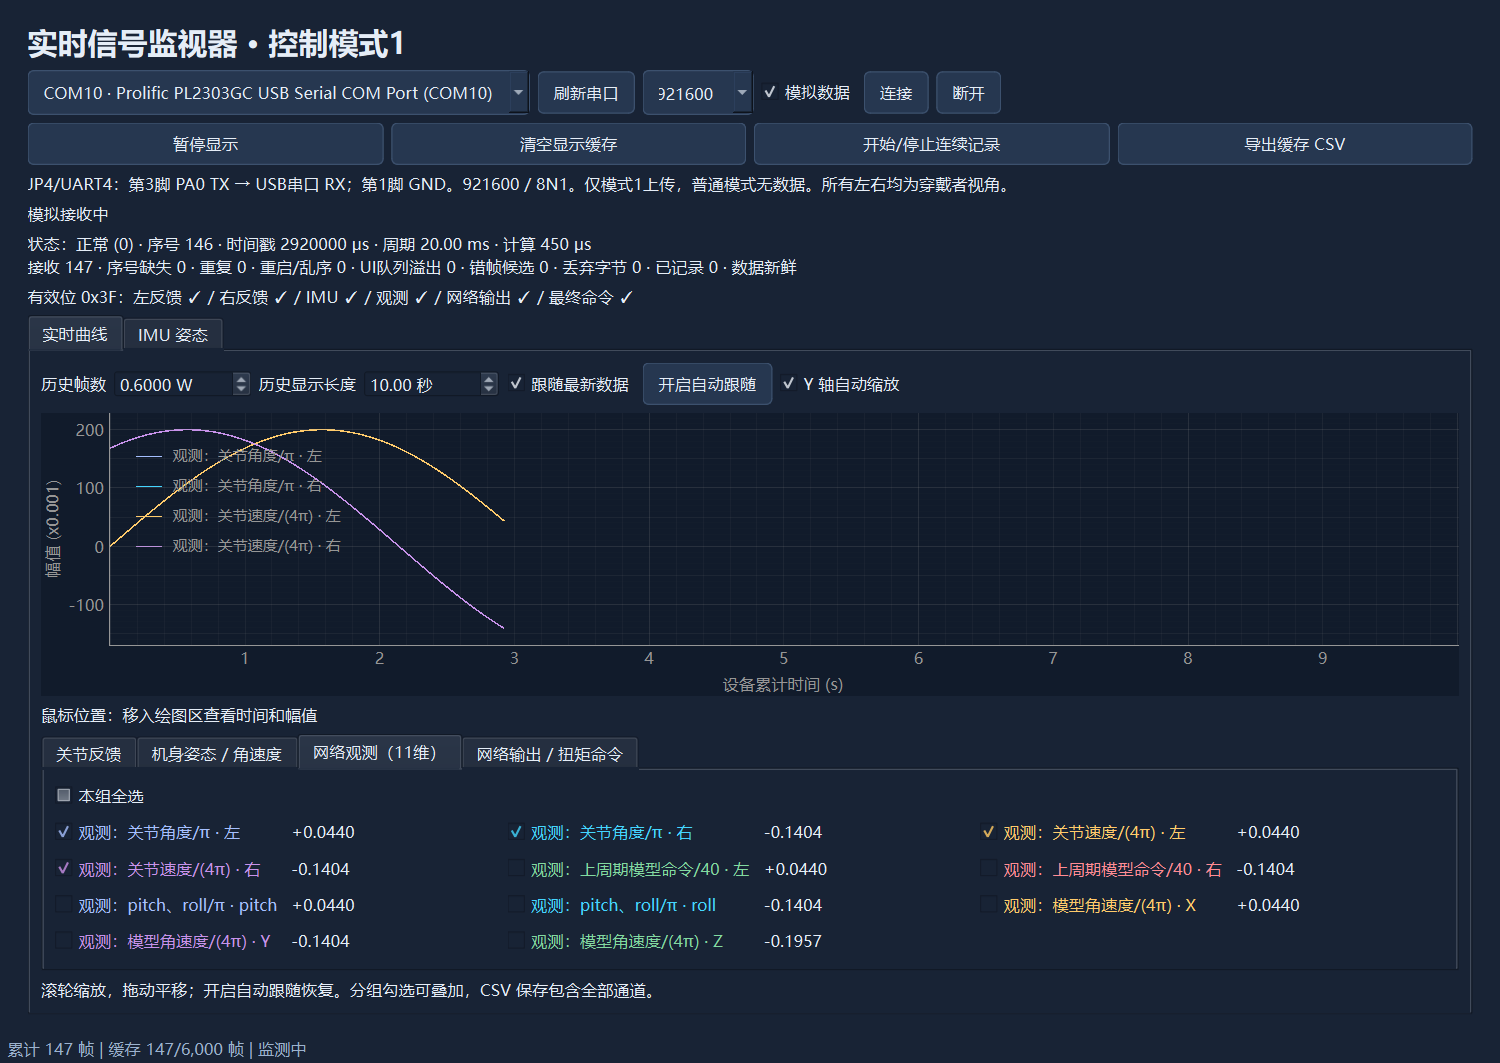 实时信号监视器 • 控制模式1
COM10 · Prolific PL2303GC USB Serial COM Port (COM10) 刷新串口 921600 模拟数据 连接 断开
暂停显示 清空显示缓存 开始/停止连续记录 导出缓存 CSV
JP4/UART4：第3脚 PA0 TX → USB串口 RX；第1脚 GND。921600 / 8N1。仅模式1上传，普通模式无数据。所有左右均为穿戴者视角。
模拟接收中
状态：正常 (0) · 序号 146 · 时间戳 2920000 µs · 周期 20.00 ms · 计算 450 µs
接收 147 · 序号缺失 0 · 重复 0 · 重启/乱序 0 · UI队列溢出 0 · 错帧候选 0 · 丢弃字节 0 · 已记录 0 · 数据新鲜
有效位 0x3F：左反馈 ✓ / 右反馈 ✓ / IMU ✓ / 观测 ✓ / 网络输出 ✓ / 最终命令 ✓
实时曲线 IMU 姿态
历史帧数 0.6000 W 历史显示长度 10.00 秒 跟随最新数据 开启自动跟随 Y 轴自动缩放
200
100
0
-100
幅值 (x0.001)
观测：关节角度/π · 左
观测：关节角度/π · 右
观测：关节速度/(4π) · 左
观测：关节速度/(4π) · 右
1 2 3 4 5 6 7 8 9
设备累计时间 (s)
鼠标位置：移入绘图区查看时间和幅值
关节反馈 机身姿态 / 角速度 网络观测（11维） 网络输出 / 扭矩命令
本组全选
观测：关节角度/π · 左 +0.0440 观测：关节角度/π · 右 -0.1404 观测：关节速度/(4π) · 左 +0.0440
观测：关节速度/(4π) · 右 -0.1404 观测：上周期模型命令/40 · 左 +0.0440 观测：上周期模型命令/40 · 右 -0.1404
观测：pitch、roll/π · pitch +0.0440 观测：pitch、roll/π · roll -0.1404 观测：模型角速度/(4π) · X +0.0440
观测：模型角速度/(4π) · Y -0.1404 观测：模型角速度/(4π) · Z -0.1957
滚轮缩放，拖动平移；开启自动跟随恢复。分组勾选可叠加，CSV 保存包含全部通道。
累计 147 帧 | 缓存 147/6,000 帧 | 监测中